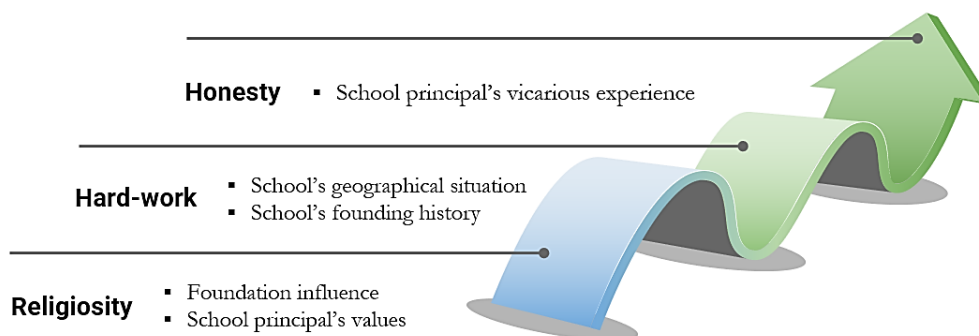 Honesty
▪ School principal's vicarious experience
Hard-work
▪ School's geographical situation
▪ School's founding history
Religiosity
▪ Foundation influence
▪ School principal's values